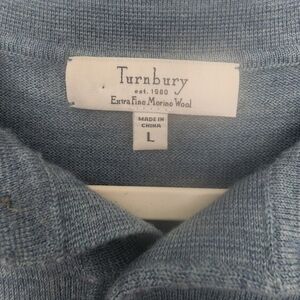 Turnbury
est. 1980
Extra Fine Merino Wool
MADE IN
CHINA
L